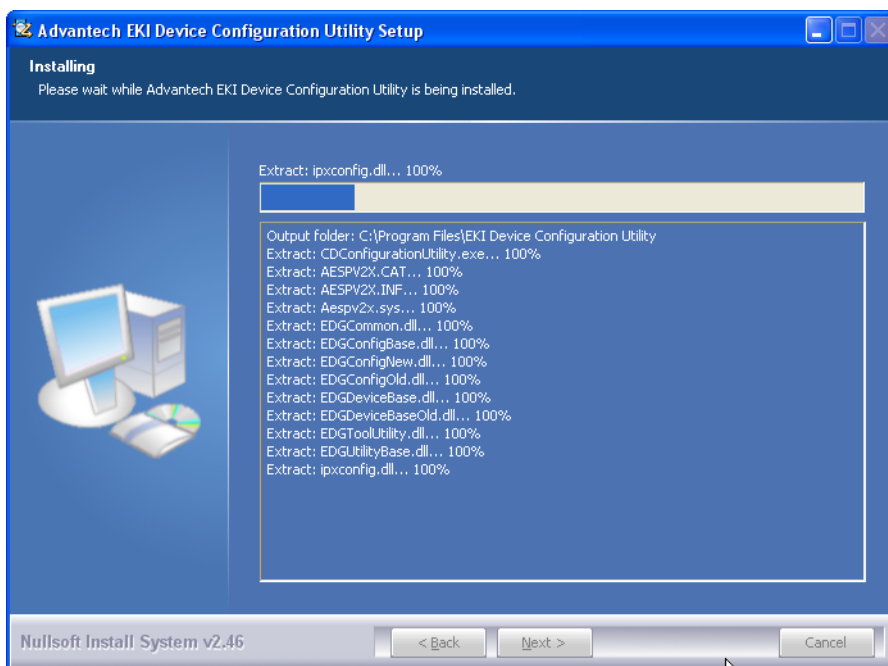 Advantech EKI Device Configuration Utility Setup
Installing
Please wait while Advantech EKI Device Configuration Utility is being installed.
Extract: ipxconfig.dll... 100%
Output folder: C:\Program Files\EKI Device Configuration Utility
Extract: CDConfigurationUtility.exe... 100%
Extract: AESPV2X.CAT... 100%
Extract: AESPV2X.INF... 100%
Extract: Aespv2x.sys... 100%
Extract: EDGCommon.dll... 100%
Extract: EDGConfigBase.dll... 100%
Extract: EDGConfigNew.dll... 100%
Extract: EDGConfigOld.dll... 100%
Extract: EDGDeviceBase.dll... 100%
Extract: EDGDeviceBaseOld.dll... 100%
Extract: EDGToolUtility.dll... 100%
Extract: EDGUtilityBase.dll... 100%
Extract: ipxconfig.dll... 100%
Nullsoft Install System v2.46
< Back
Next >
Cancel